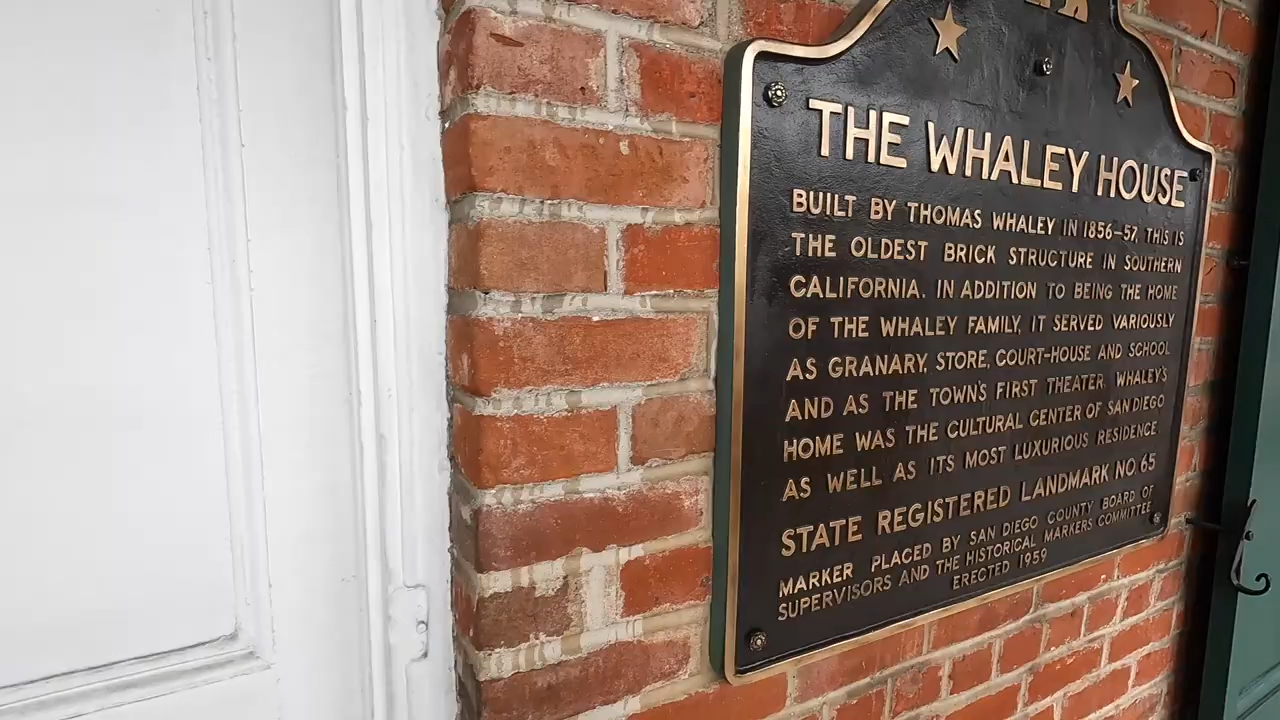 THE WHALEY HOUSE
BUILT BY THOMAS WHALEY IN 1856–57, THIS IS
THE OLDEST BRICK STRUCTURE IN SOUTHERN
CALIFORNIA. IN ADDITION TO BEING THE HOME
OF THE WHALEY FAMILY, IT SERVED VARIOUSLY
AS GRANARY, STORE, COURT-HOUSE AND SCHOOL
AND AS THE TOWN'S FIRST THEATER. WHALEY'S
HOME WAS THE CULTURAL CENTER OF SAN DIEGO
AS WELL AS ITS MOST LUXURIOUS RESIDENCE.
STATE REGISTERED LANDMARK NO. 65
MARKER PLACED BY SAN DIEGO COUNTY BOARD OF
SUPERVISORS AND THE HISTORICAL MARKERS COMMITTEE
ERECTED 1959